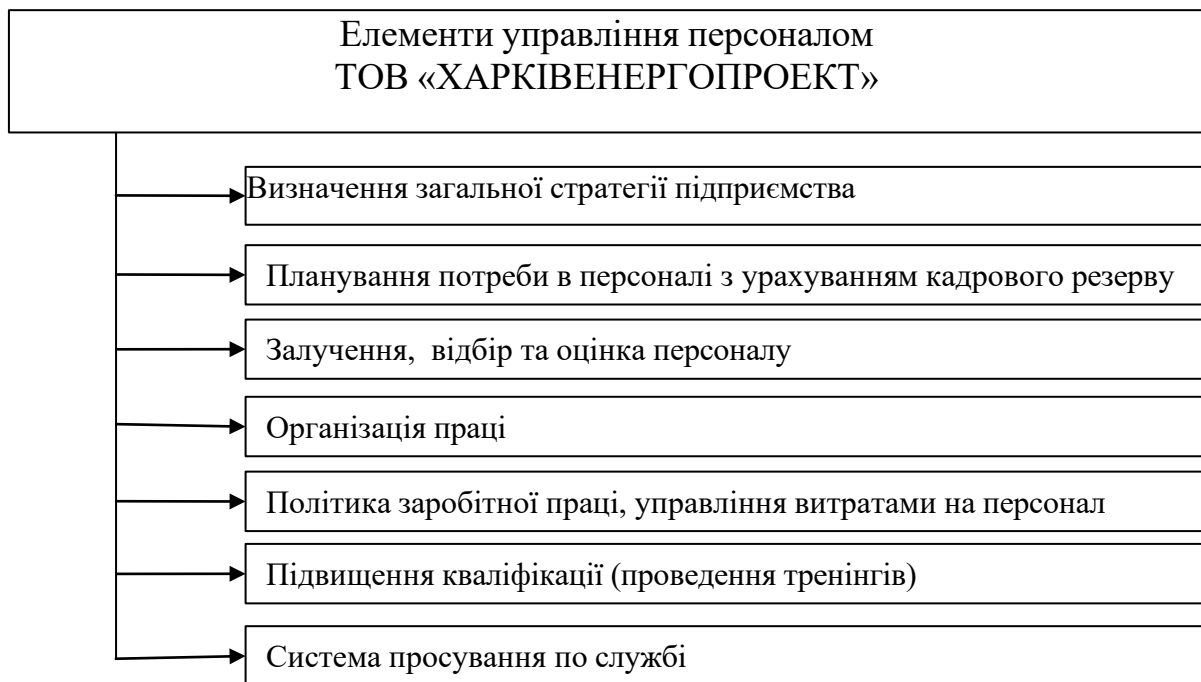 Елементи управління персоналом
ТОВ «ХАРКІВЕНЕРГОПРОЕКТ»
Визначення загальної стратегії підприємства
Планування потреби в персоналі з урахуванням кадрового резерву
Залучення, відбір та оцінка персоналу
Організація праці
Політика заробітної праці, управління витратами на персонал
Підвищення кваліфікації (проведення тренінгів)
Система просування по службі